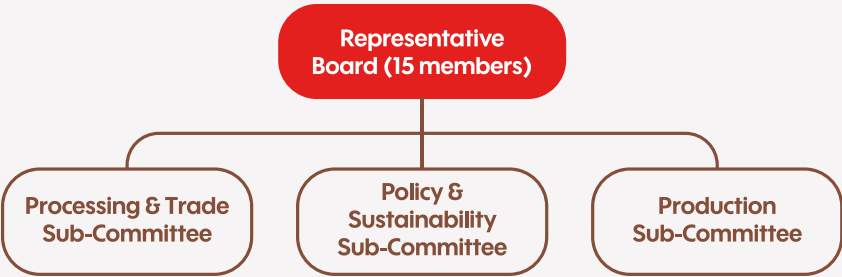 Representative
Board (15 members)
Processing & Trade
Sub-Committee
Policy &
Sustainability
Sub-Committee
Production
Sub-Committee